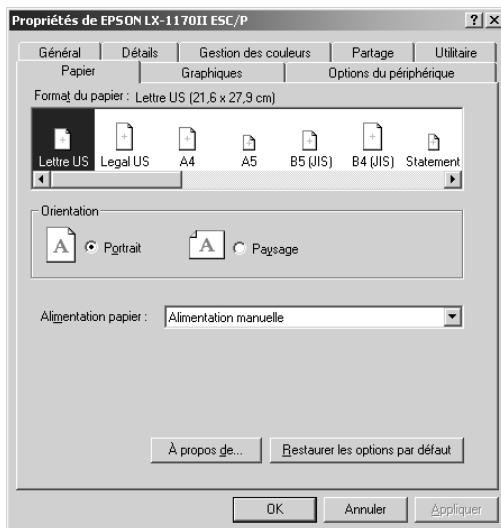 Propriétés de EPSON LX-1170II ESC/P
Général Détails Gestion des couleurs Partage Utilitaire
Papier Graphiques Options du périphérique
Format du papier : Lettre US (21,6 x 27,9 cm)
Lettre US Legal US A4 A5 B5 (JIS) B4 (JIS) Statement
Orientation
A Portrait A Paysage
Alimentation papier : Alimentation manuelle
À propos de... Restaurer les options par défaut
OK Annuler Appliquer